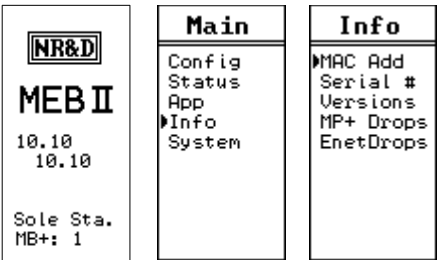 NR&D
MEB II
10.10
10.10
Sole Sta.
MB+: 1
Main
Config
Status
App
Info
System
Info
MAC Add
Serial #
Versions
MP+ Drops
EnetDrops